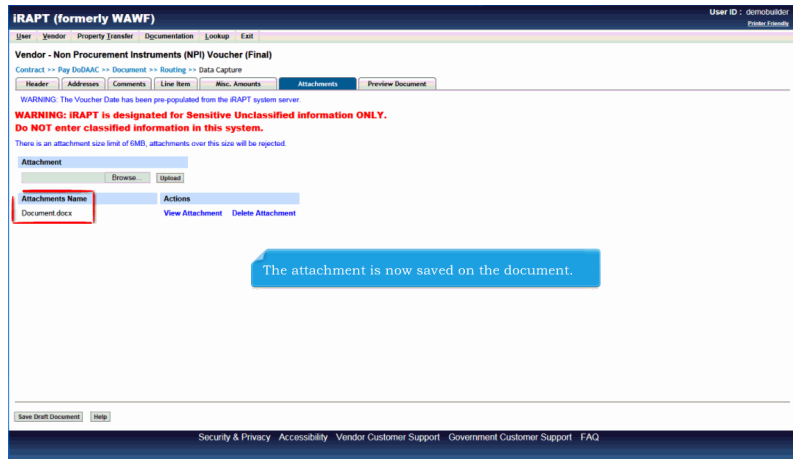 iRAPT (formerly WAWF)
User ID : demobuilder
Printer Friendly
User Vendor Property Transfer Documentation Lookup Exit
Vendor - Non Procurement Instruments (NPI) Voucher (Final)
Contract >> Pay DoDAAC >> Document >> Routing >> Data Capture
Header Addresses Comments Line Item Misc. Amounts Attachments Preview Document
WARNING: The Voucher Date has been pre-populated from the iRAPT system server.
WARNING: iRAPT is designated for Sensitive Unclassified information ONLY.
Do NOT enter classified information in this system.
There is an attachment size limit of 6MB, attachments over this size will be rejected.
Attachment
Browse... Upload
Attachments Name Actions
Document.docx View Attachment Delete Attachment
The attachment is now saved on the document.
Save Draft Document Help
Security & Privacy Accessibility Vendor Customer Support Government Customer Support FAQ